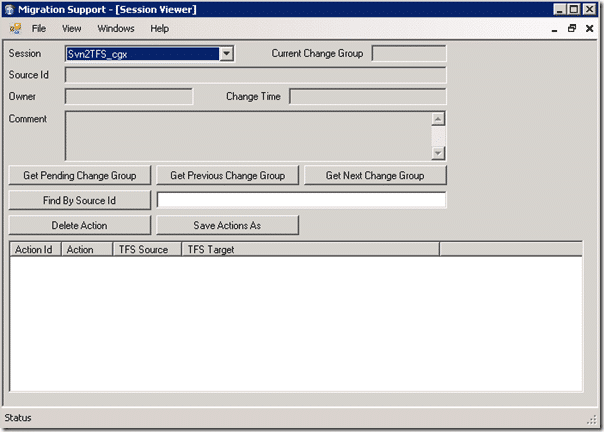 Migration Support - [Session Viewer]
File View Windows Help
Session Svn2TFS_cgx Current Change Group
Source Id
Owner Change Time
Comment
Get Pending Change Group Get Previous Change Group Get Next Change Group
Find By Source Id
Delete Action Save Actions As
Action Id Action TFS Source TFS Target
Status